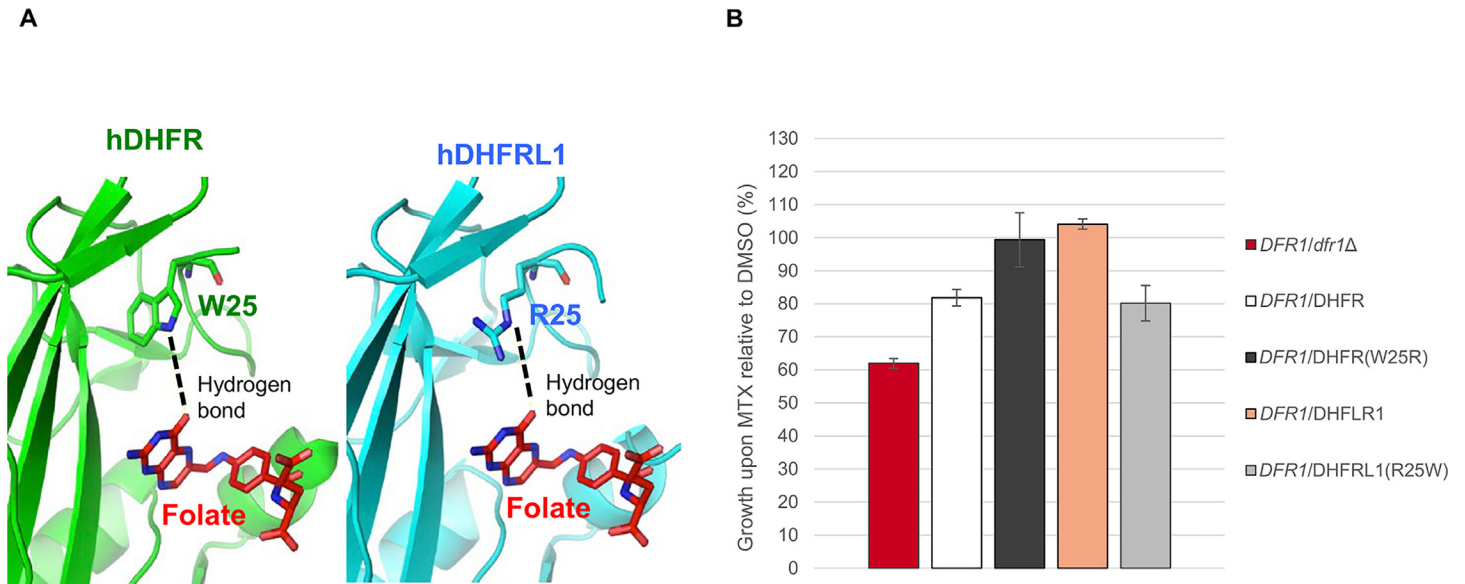 A
hDHFR
W25
Hydrogen
bond
Folate
hDHFRL1
R25
Hydrogen
bond
Folate
B
Growth upon MTX relative to DMSO (%)
130
120
110
100
90
80
70
60
50
40
30
20
10
0
DFR1/dfr1Δ
DFR1/DHFR
DFR1/DHFR(W25R)
DFR1/DHFLR1
DFR1/DHFRL1(R25W)